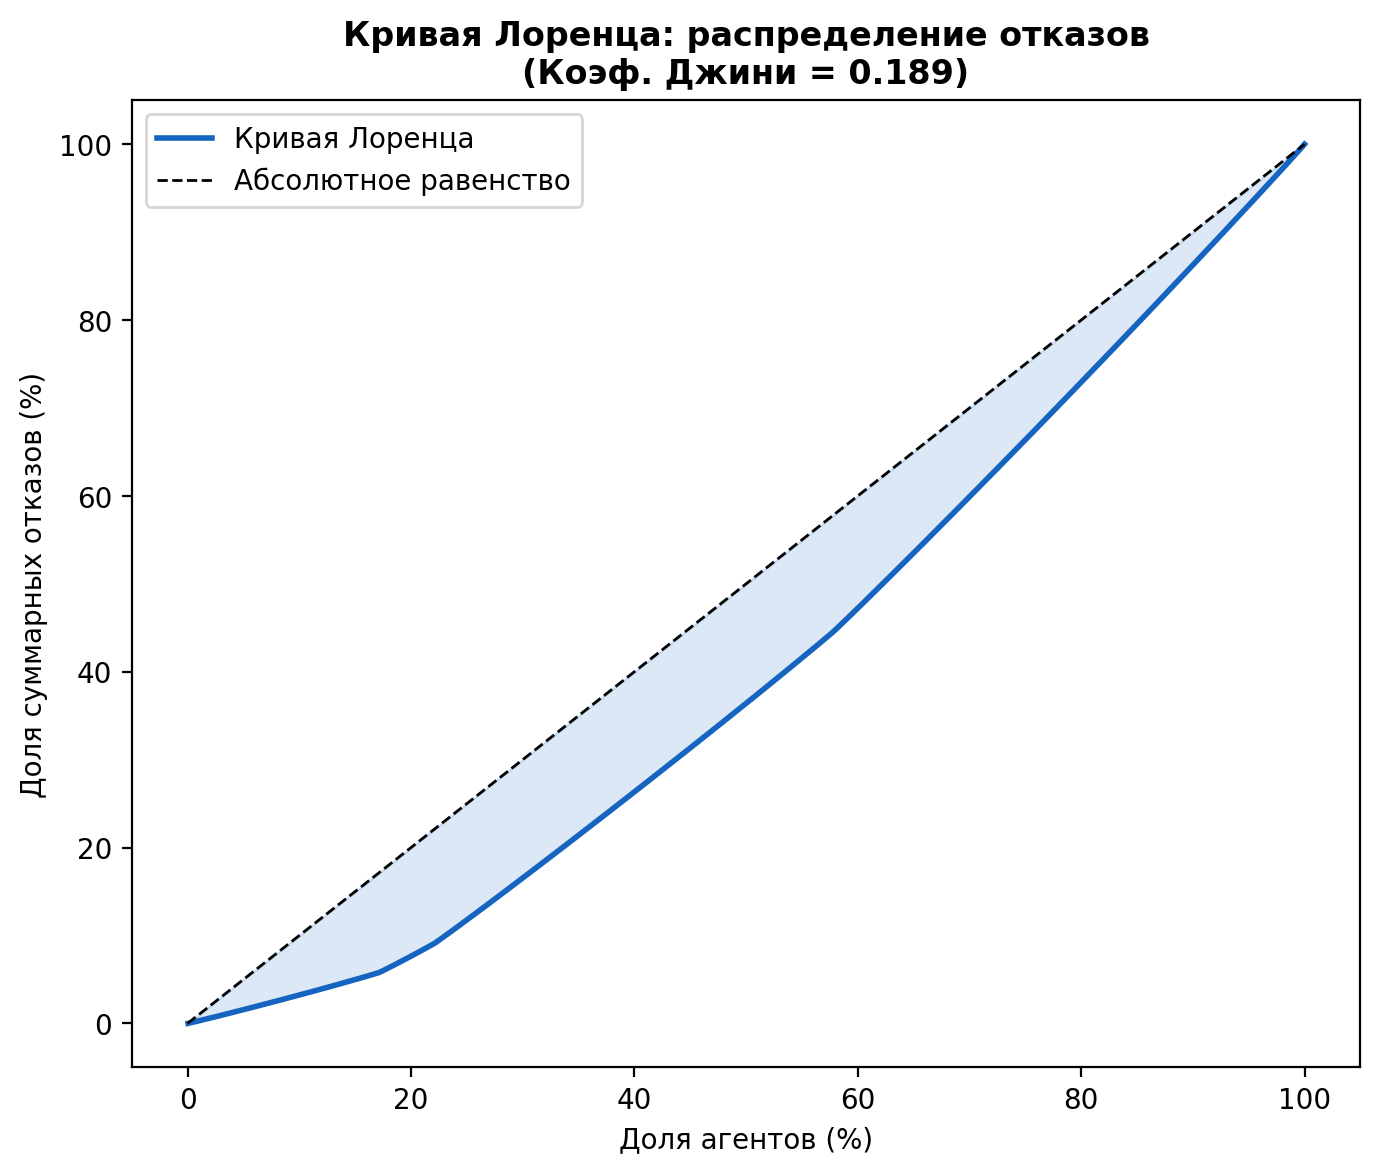 Кривая Лоренца: распределение отказов
(Коэф. Джини = 0.189)
Кривая Лоренца
Абсолютное равенство
100
80
60
40
20
0
Доля суммарных отказов (%)
0 20 40 60 80 100
Доля агентов (%)